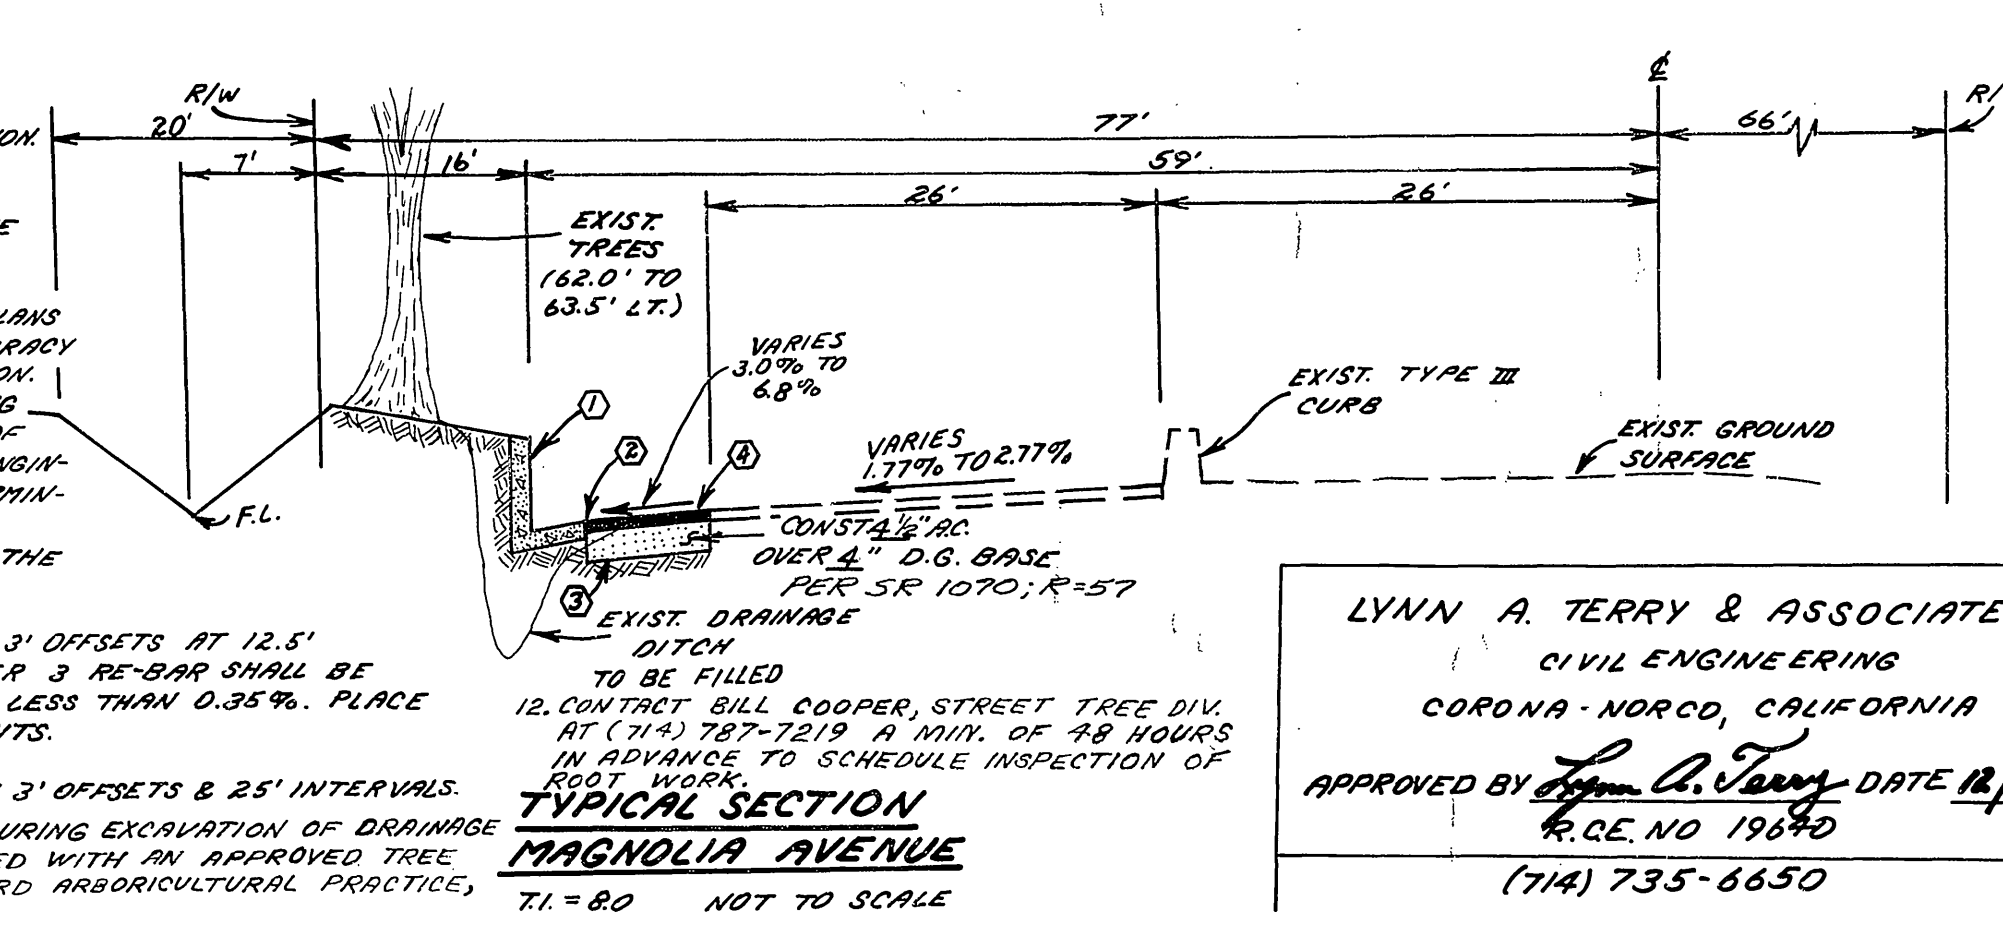 R/W
20'
77'
℄
66'
R/
7'
16'
59'
26'
26'
ON.
E
LANS
RACY
ON.
G
OF
NGIN-
RMIN-
THE
EXIST.
TREES
(62.0' TO
63.5' LT.)
VARIES
3.0% TO
6.8%
1
2
4
3
VARIES
1.77% TO 2.77%
EXIST. TYPE III
CURB
EXIST. GROUND
SURFACE
F.L.
CONST 4½" A.C.
OVER 4" D.G. BASE
PER SR 1070; R=57
EXIST. DRAINAGE
DITCH
TO BE FILLED
3' OFFSETS AT 12.5'
R 3 RE-BAR SHALL BE
LESS THAN 0.35%. PLACE
NTS.
3' OFFSETS & 25' INTERVALS.
URING EXCAVATION OF DRAINAGE
ED WITH AN APPROVED TREE
RD ARBORICULTURAL PRACTICE,
12. CONTACT BILL COOPER, STREET TREE DIV.
AT (714) 787-7219 A MIN. OF 48 HOURS
IN ADVANCE TO SCHEDULE INSPECTION OF
ROOT WORK.
TYPICAL SECTION
MAGNOLIA AVENUE
T.I. = 8.0 NOT TO SCALE
LYNN A. TERRY & ASSOCIATE
CIVIL ENGINEERING
CORONA - NORCO, CALIFORNIA
APPROVED BY Lynn A. Terry DATE 12/
R.C.E. NO 19640
(714) 735-6650